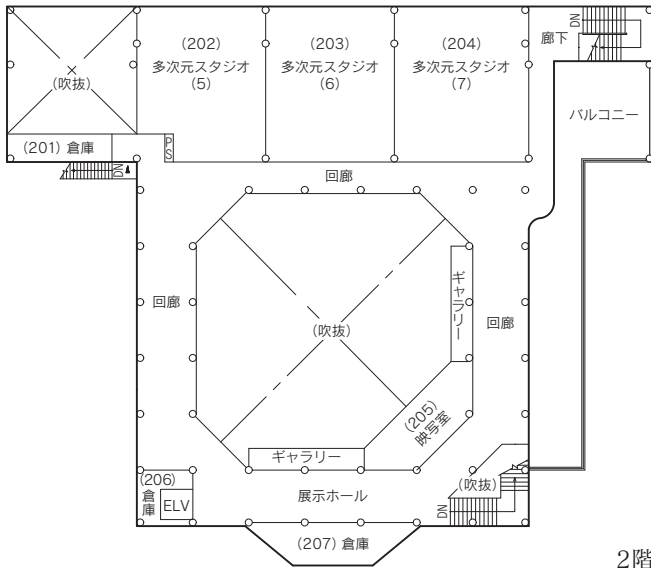 (202)
多次元スタジオ
(5)
(203)
多次元スタジオ
(6)
(204)
多次元スタジオ
(7)
廊下
DN
バルコニー
(吹抜)
(201) 倉庫
PS
DN
回廊
回廊
(吹抜)
ギャラリー
回廊
(205)
映写室
ギャラリー
(206)
倉庫
ELV
展示ホール
(吹抜)
DN
(207) 倉庫
2階